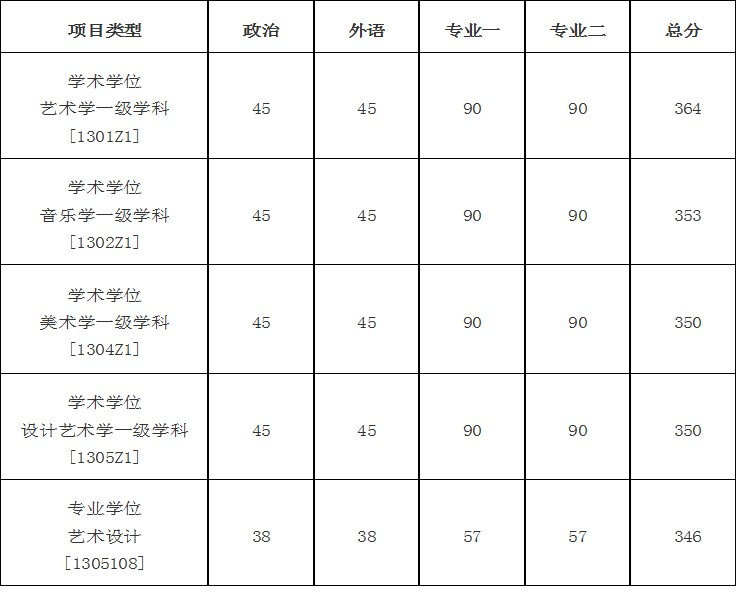 项目类型 政治 外语 专业一 专业二 总分
学术学位
艺术学一级学科 45 45 90 90 364
[1301Z1]
学术学位
音乐学一级学科 45 45 90 90 353
[1302Z1]
学术学位
美术学一级学科 45 45 90 90 350
[1304Z1]
学术学位
设计艺术学一级学科 45 45 90 90 350
[1305Z1]
专业学位
艺术设计 38 38 57 57 346
[1305108]